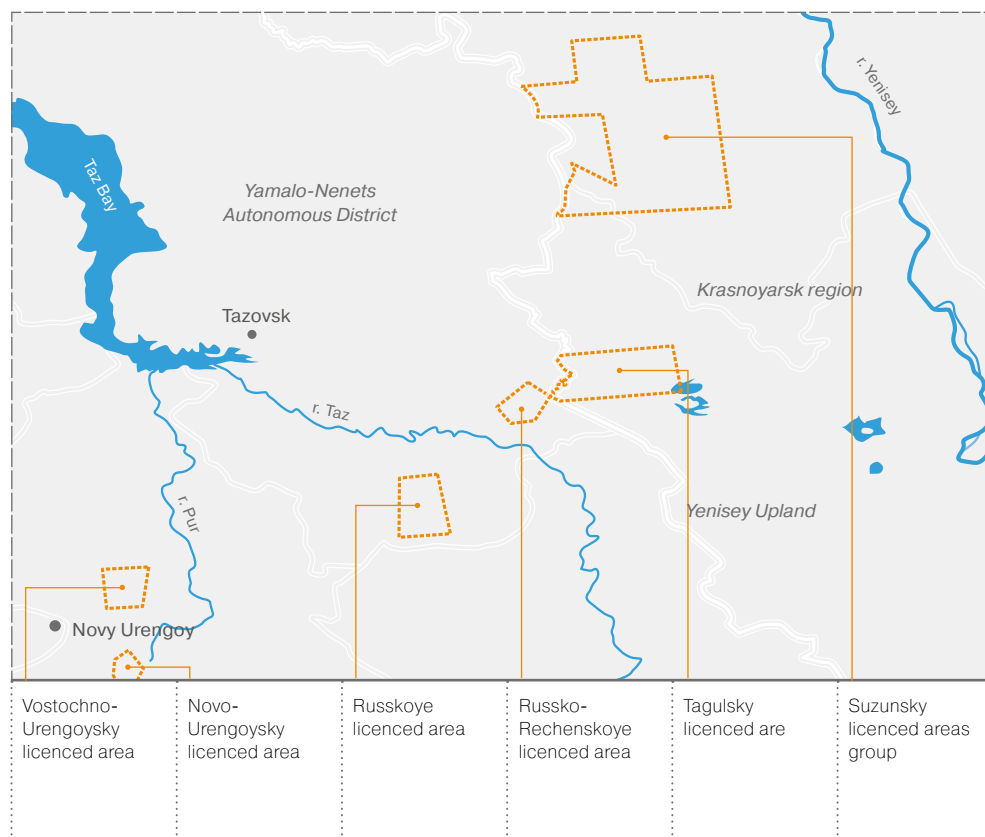 r. Yenisey
Taz Bay
Yamalo-Nenets
Autonomous District
Krasnoyarsk region
Tazovsk
r. Taz
r. Pur
Yenisey Upland
Novy Urengoy
Vostochno-
Urengoysky
licenced area
Novo-
Urengoysky
licenced area
Russkoye
licenced area
Russko-
Rechenskoye
licenced area
Tagulsky
licenced are
Suzunsky
licenced areas
group